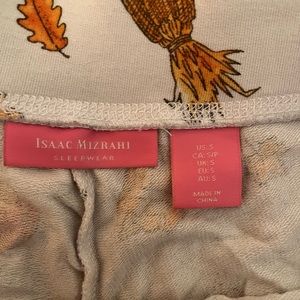 ISAAC MIZRAHI
SLEEPWEAR
US:S
CA: S/P
UK:S
EU:S
AU:S
MADE IN
CHINA